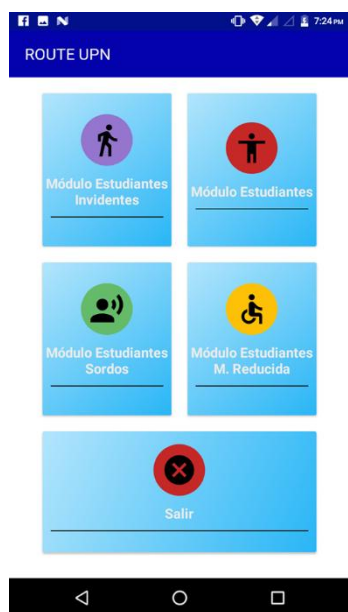 7:24 PM
ROUTE UPN
Módulo Estudiantes
Invidentes
Módulo Estudiantes
Módulo Estudiantes
Sordos
Módulo Estudiantes
M. Reducida
Salir